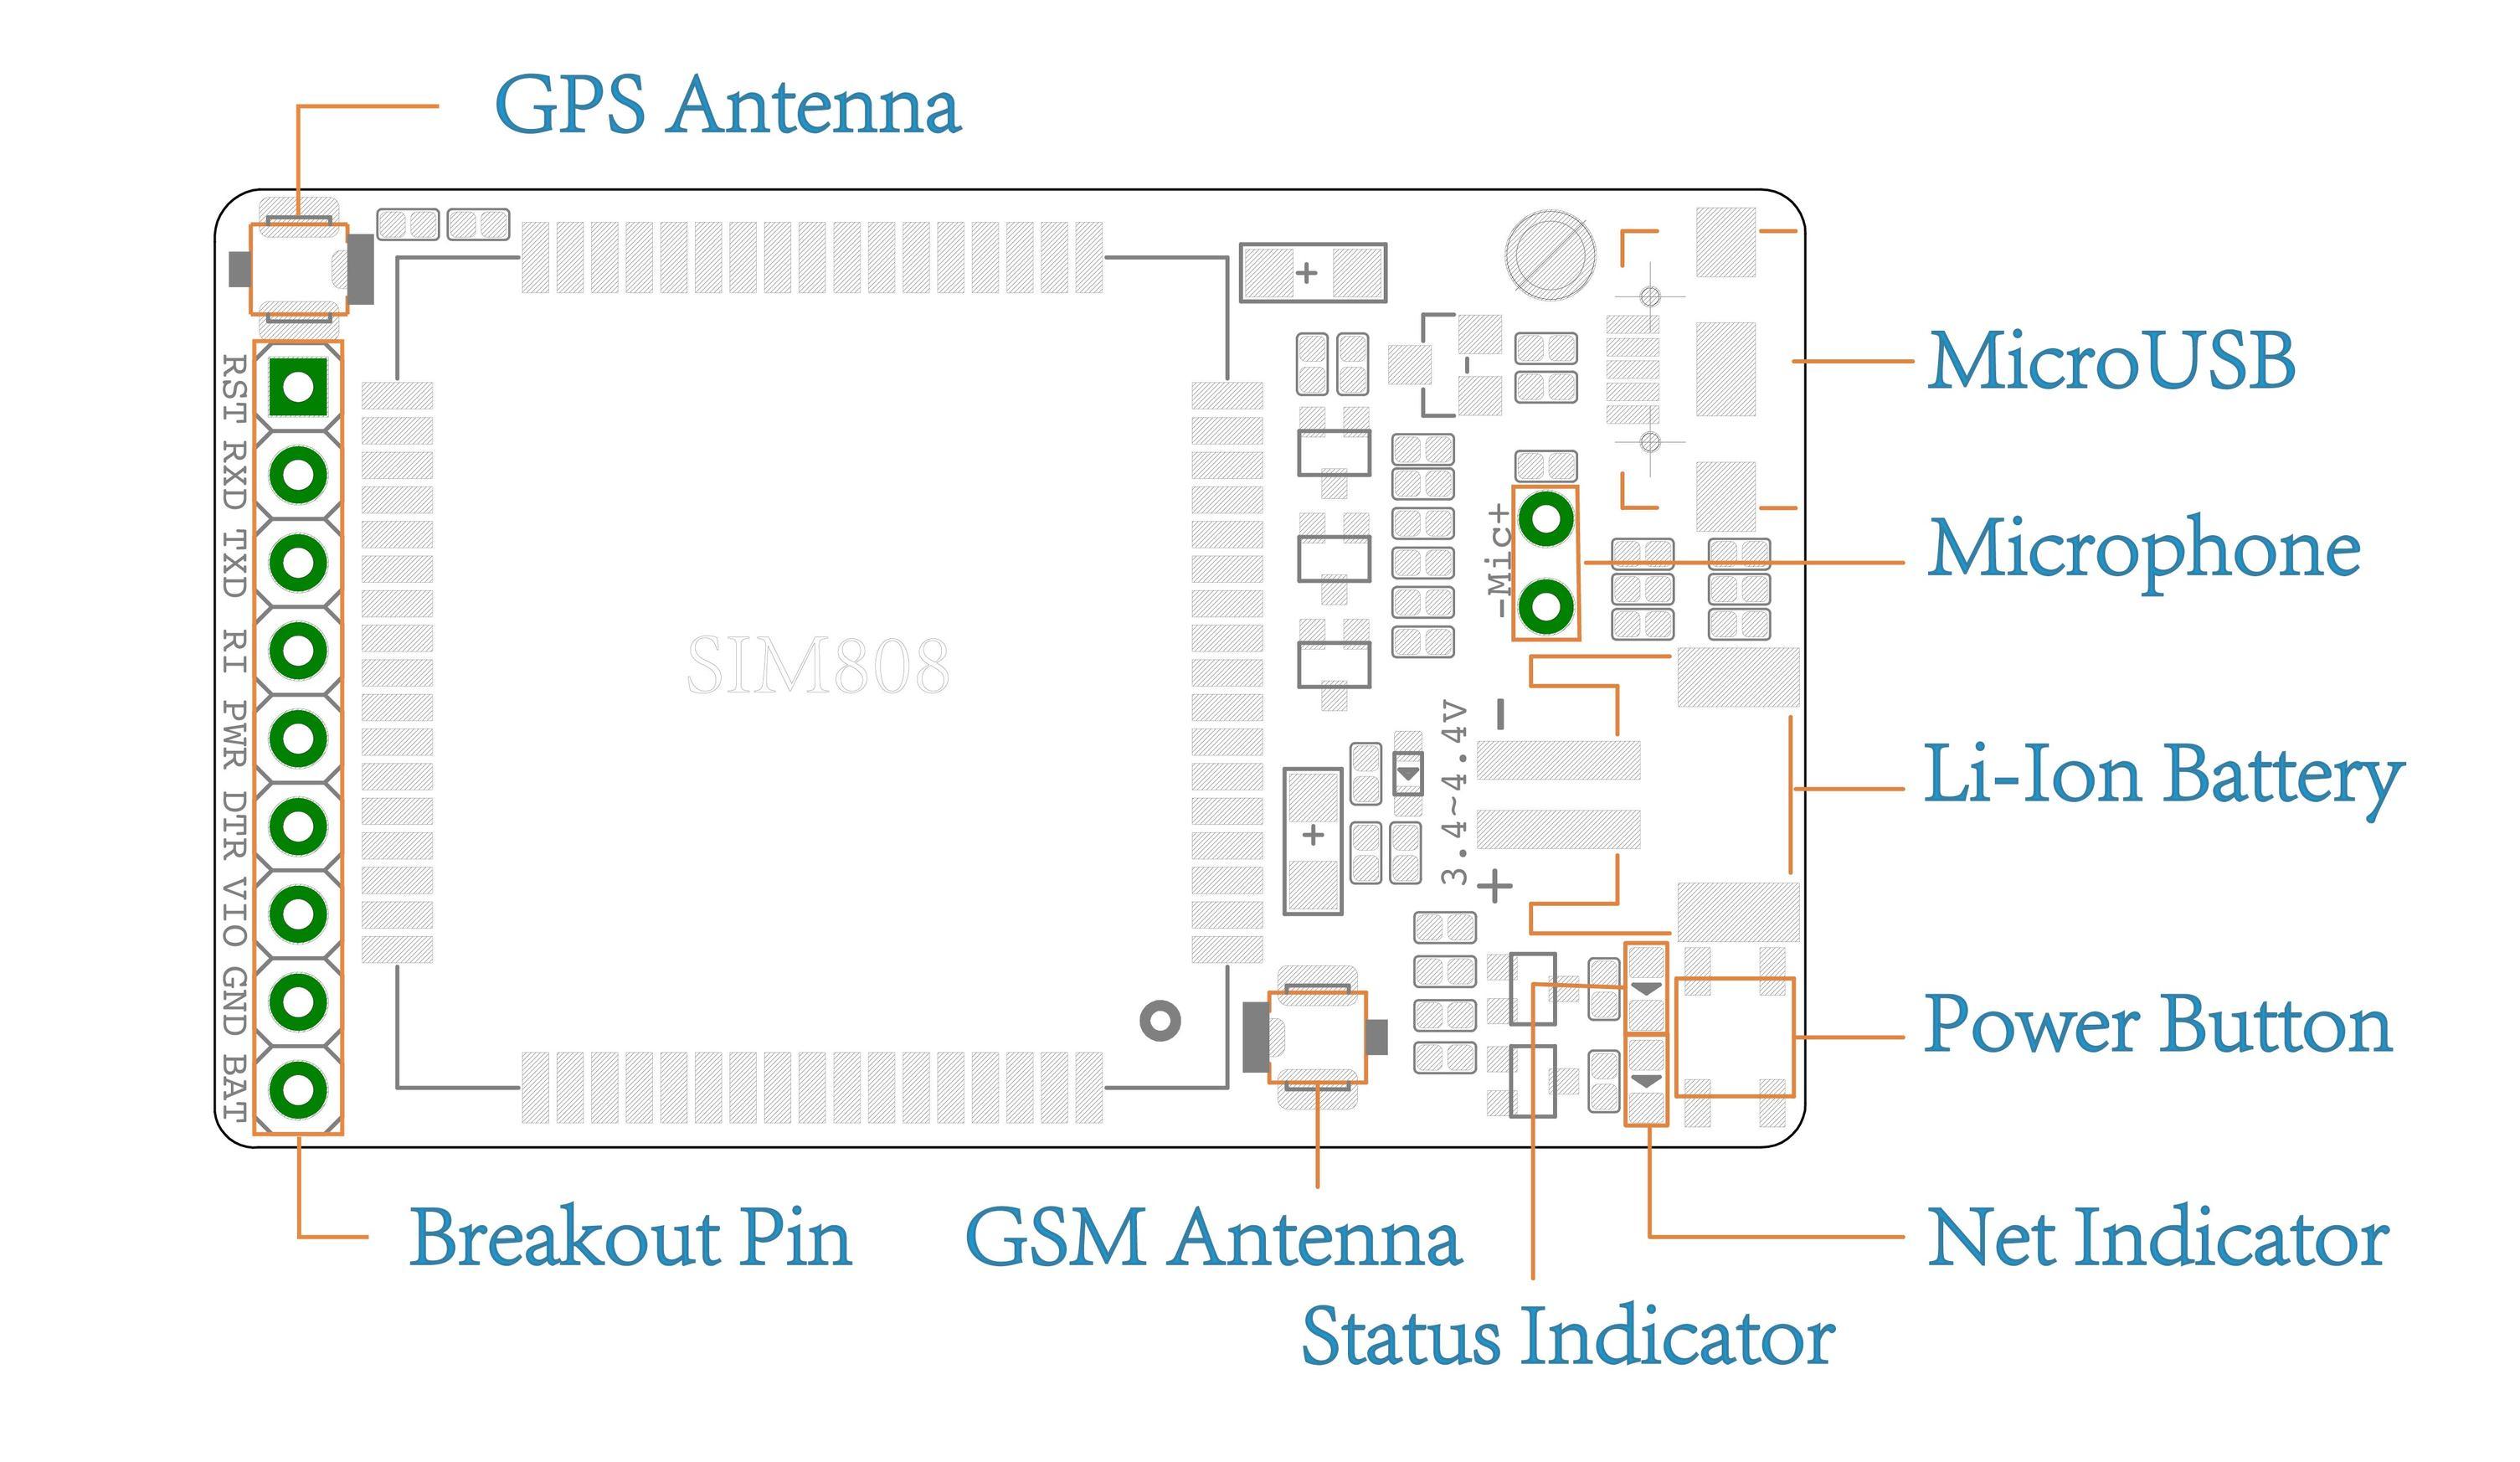 GPS Antenna
MicroUSB
Microphone
Li-Ion Battery
Power Button
Net Indicator
Status Indicator
GSM Antenna
Breakout Pin
RST RXD TXD RI PWR DTR VIO GND BAT
SIM808
-Mic+
3.4~4.4V
-
+
+
+
-